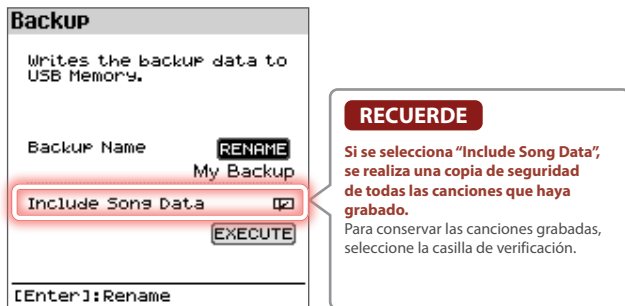 Backup
Writes the backup data to
USB Memory.
Backup Name RENAME
My Backup
Include Song Data
EXECUTE
[Enter]:Rename
RECUERDE
Si se selecciona “Include Song Data”,
se realiza una copia de seguridad
de todas las canciones que haya
grabado.
Para conservar las canciones grabadas,
seleccione la casilla de verificación.